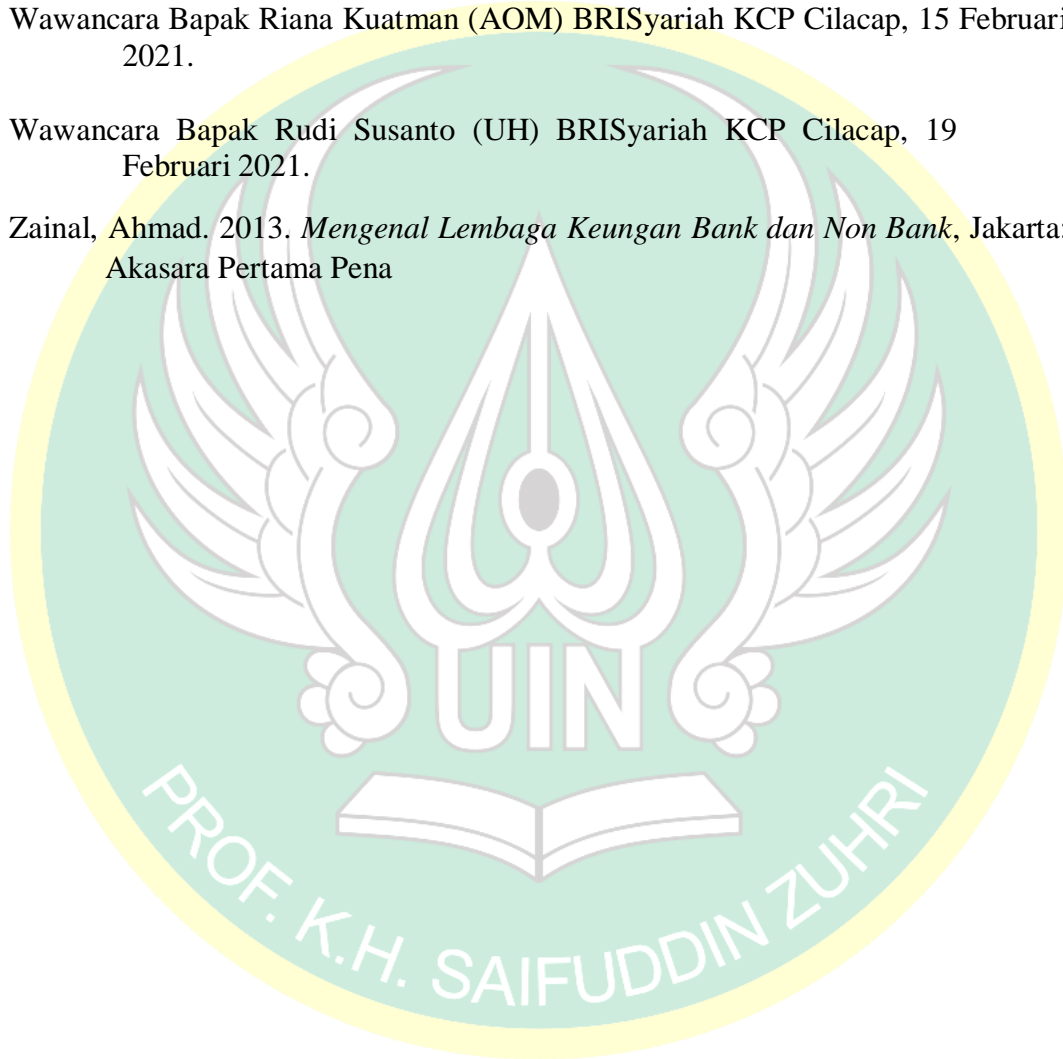 Wawancara Bapak Riana Kuatman (AOM) BRISyariah KCP Cilacap, 15 Februari
2021.
Wawancara Bapak Rudi Susanto (UH) BRISyariah KCP Cilacap, 19
Februari 2021.
Zainal, Ahmad. 2013. Mengenal Lembaga Keungan Bank dan Non Bank, Jakarta:
Akasara Pertama Pena
UIN
PROF. K.H. SAIFUDDIN ZUHRI